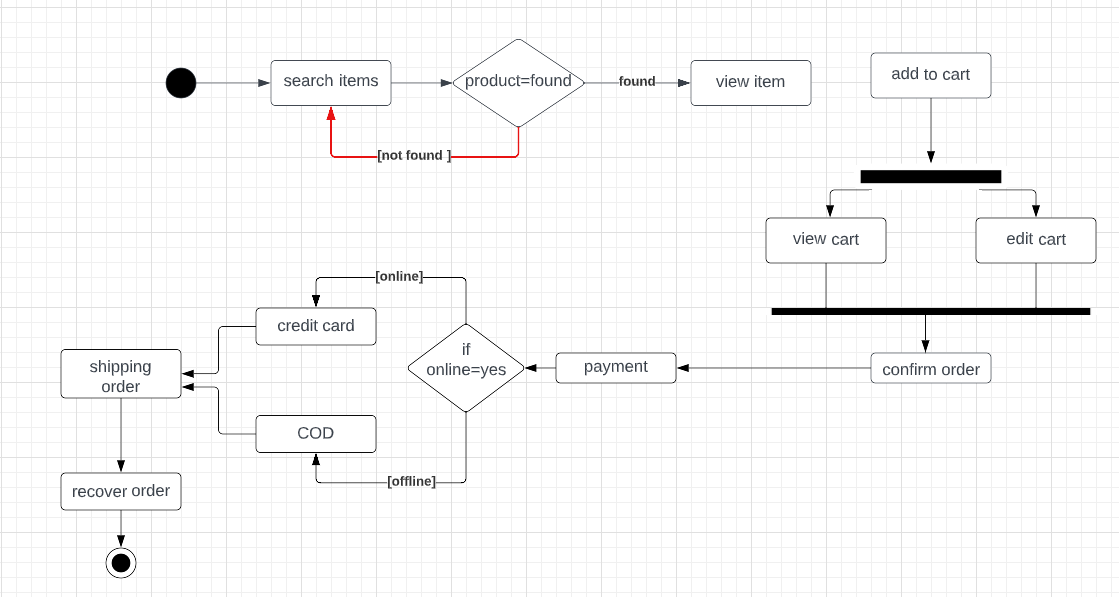 search items
product=found
found
view item
add to cart
[not found ]
view cart
edit cart
[online]
credit card
if
online=yes
payment
confirm order
shipping
order
COD
[offline]
recover order